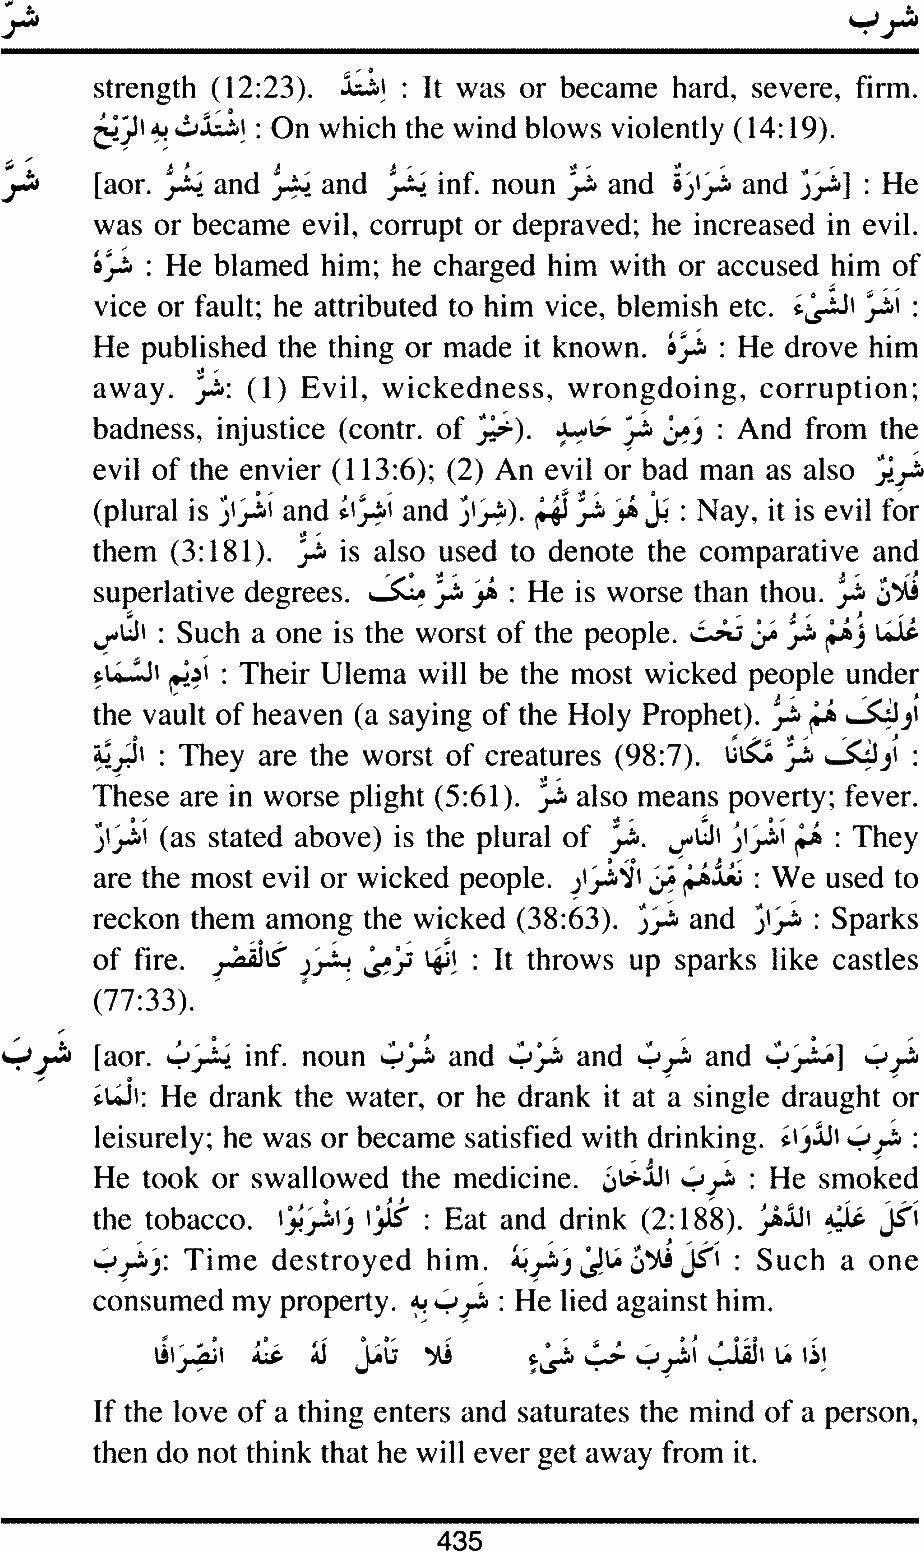 شرّ شرب
strength (12:23). اِشْتَدَّ : It was or became hard, severe, firm.
اِشْتَدَّتْ بِهِ الرِّيْحُ : On which the wind blows violently (14:19).
شَرَّ [aor. يَشَرُّ and يَشِرُّ and يَشُرُّ inf. noun شَرٌّ and شَرَارَةٌ and شَرَرٌ] : He
was or became evil, corrupt or depraved; he increased in evil.
شَرَّهٗ : He blamed him; he charged him with or accused him of
vice or fault; he attributed to him vice, blemish etc. اَشَرَّ الشَّیْءَ :
He published the thing or made it known. شَرَّهٗ : He drove him
away. شَرٌّ: (1) Evil, wickedness, wrongdoing, corruption;
badness, injustice (contr. of خَيْرٌ). وَمِنْ شَرِّ حَاسِدٍ : And from the
evil of the envier (113:6); (2) An evil or bad man as also شَرِيْرٌ
(plural is اَشْرَارٌ and اَشِرَّاءُ and شِرَارٌ). بَلْ هُوَ شَرٌّ لَّهُمْ : Nay, it is evil for
them (3:181). شَرٌّ is also used to denote the comparative and
superlative degrees. هُوَ شَرٌّ مِنْکَ : He is worse than thou. فُلَانٌ شَرُّ
النَّاسِ : Such a one is the worst of the people. عُلَمَاؤُهُمْ شَرُّ مَنْ تَحْتَ
اَدِيْمِ السَّمَاءِ : Their Ulema will be the most wicked people under
the vault of heaven (a saying of the Holy Prophet). اُولٰٓئِکَ هُمْ شَرُّ
الْبَرِيَّةِ : They are the worst of creatures (98:7). اُولٰٓئِکَ شَرٌّ مَّکَانًا :
These are in worse plight (5:61). شَرٌّ also means poverty; fever.
اَشْرَارٌ (as stated above) is the plural of شَرٌّ. هُمْ اَشْرَارُ النَّاسِ : They
are the most evil or wicked people. نَعُدُّهُمْ مِّنَ الْاَشْرَارِ : We used to
reckon them among the wicked (38:63). شَرَرٌ and شَرَارٌ : Sparks
of fire. اِنَّهَا تَرْمِیْ بِشَرَرٍ کَالْقَصْرِ : It throws up sparks like castles
(77:33).
شَرِبَ [aor. يَشْرَبُ inf. noun شُرْبٌ and شَرْبٌ and شِرْبٌ and مَشْرَبٌ] شَرِبَ
الْمَاءَ: He drank the water, or he drank it at a single draught or
leisurely; he was or became satisfied with drinking. شَرِبَ الدَّوَاءَ :
He took or swallowed the medicine. شَرِبَ الدُّخَانَ : He smoked
the tobacco. کُلُوْا وَاشْرَبُوْا : Eat and drink (2:188). اَکَلَ عَلَيْهِ الدَّهْرُ
وَشَرِبَ: Time destroyed him. اَکَلَ فُلَانٌ مَالِیْ وَشَرِبَهٗ : Such a one
consumed my property. شَرِبَ بِهٖ : He lied against him.
اِذَا مَا الْقَلْبُ اُشْرِبَ حُبَّ شَیْءٍ فَلَا تَأْمَلْ لَهٗ عَنْهُ انْصِرَافًا
If the love of a thing enters and saturates the mind of a person,
then do not think that he will ever get away from it.
435